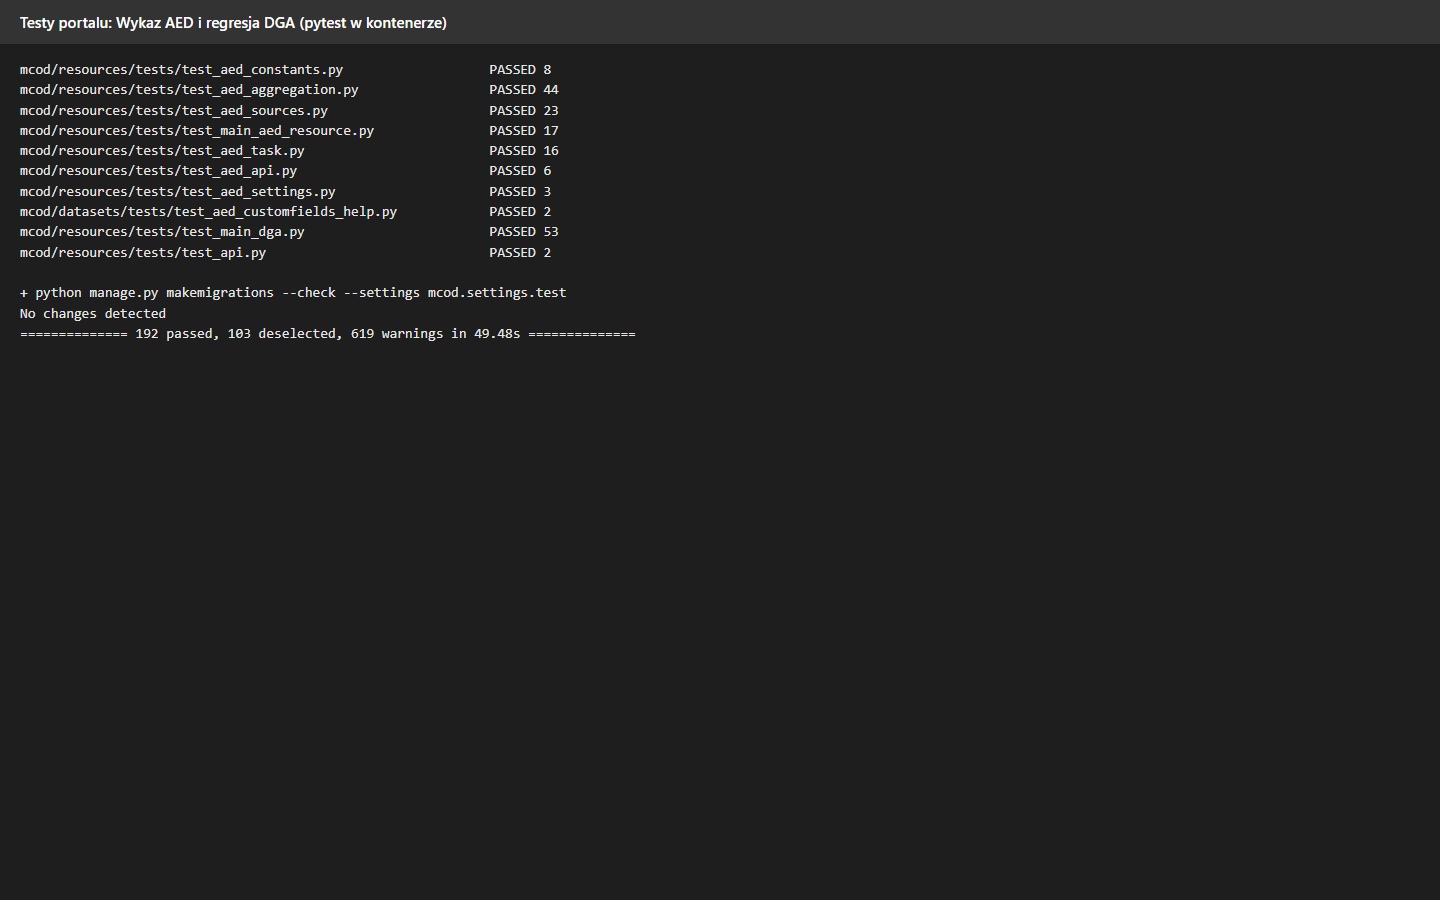 Testy portalu: Wykaz AED i regresja DGA (pytest w kontenerze)
mcod/resources/tests/test_aed_constants.py PASSED 8
mcod/resources/tests/test_aed_aggregation.py PASSED 44
mcod/resources/tests/test_aed_sources.py PASSED 23
mcod/resources/tests/test_main_aed_resource.py PASSED 17
mcod/resources/tests/test_aed_task.py PASSED 16
mcod/resources/tests/test_aed_api.py PASSED 6
mcod/resources/tests/test_aed_settings.py PASSED 3
mcod/datasets/tests/test_aed_customfields_help.py PASSED 2
mcod/resources/tests/test_main_dga.py PASSED 53
mcod/resources/tests/test_api.py PASSED 2
+ python manage.py makemigrations --check --settings mcod.settings.test
No changes detected
============== 192 passed, 103 deselected, 619 warnings in 49.48s ==============